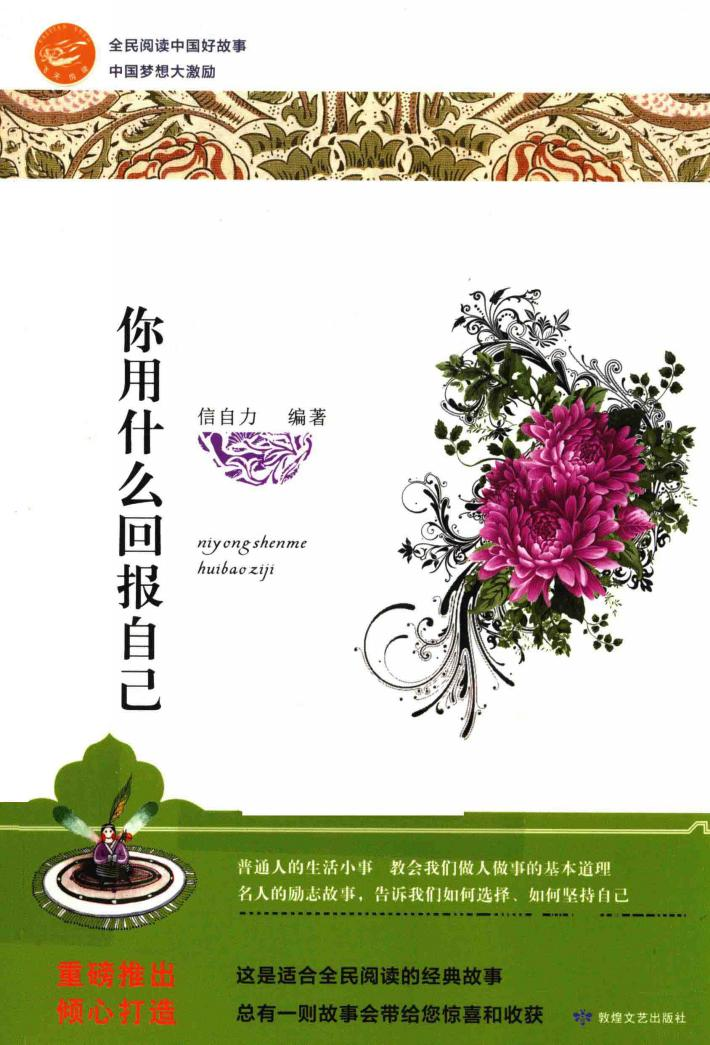 全民阅读中国好故事
中国梦想大激励
你用什么回报自己
信自力 编著
niyongshenme
huibaoziji
普通人的生活小事 教会我们做人做事的基本道理
名人的励志故事，告诉我们如何选择、如何坚持自己
重磅推出
倾心打造
这是适合全民阅读的经典故事
总有一则故事会带给您惊喜和收获
敦煌文艺出版社